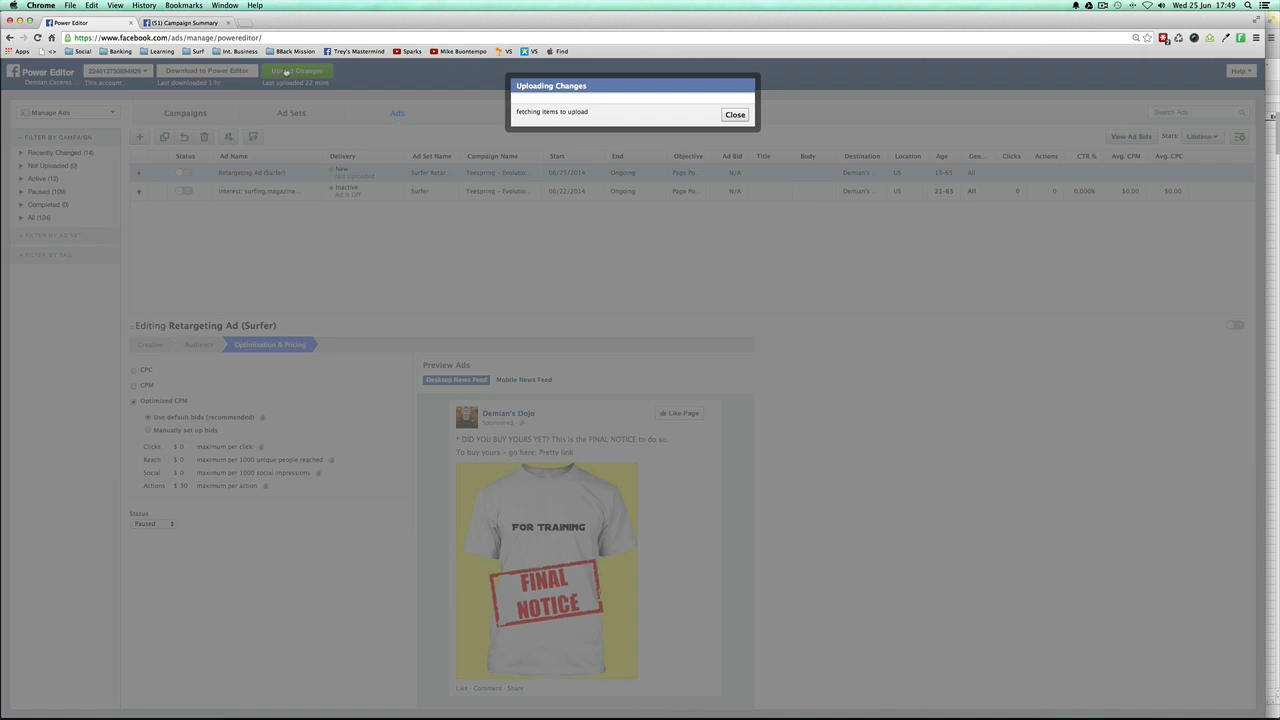 Chrome File Edit View History Bookmarks Window Help Wed 25 Jun 17:49
Power Editor (51) Campaign Summary
https://www.facebook.com/ads/manage/powereditor/
Apps <> Social Banking Learning Surf Int. Business BBack Mission Trey's Mastermind Sparks Mike Buontempo VS VS Find
Power Editor Download to Power Editor Upload Changes Help
This account Last downloaded 1 hr Last uploaded 22 mins
Uploading Changes
fetching items to upload
Close
Manage Ads Campaigns Ad Sets Ads Search Ads
FILTER BY CAMPAIGN View Ad Sets Stats: Lifetime
Recently Changed (14)
Not Uploaded (0)
Active (12)
Paused (109)
Completed (0)
All (124)
FILTER BY AD SET
FILTER BY TAG
Status Ad Name Delivery Ad Set Name Campaign Name Start End Objective Ad Bid Title Body Destination Location Age Gen... Clicks Actions CTR % Avg. CPM Avg. CPC
Retargeting Ad (Surfer) New Surfer Retar... Teespring – Evolutio... 06/25/2014 Ongoing Page Po... N/A Demian's ... US 13-65 All
Not Uploaded
Interest: surfing,magazine... Inactive Surfer Teespring – Evolutio... 06/22/2014 Ongoing Page Po... N/A Demian's ... US 21-65 All 0 0 0.000% $0.00 $0.00
Ad is Off
Editing Retargeting Ad (Surfer)
Creative Audience Optimisation & Pricing
CPC
CPM
Optimized CPM
Use default bids (recommended)
Manually set up bids
Clicks $ 0 maximum per click
Reach $ 0 maximum per 1000 unique people reached
Social $ 0 maximum per 1000 social impressions
Actions $ 30 maximum per action
Status
Paused
Preview Ads
Desktop News Feed Mobile News Feed
Demian's Dojo Like Page
Sponsored
* DID YOU BUY YOURS YET? This is the FINAL NOTICE to do so.
To buy yours – go here: Pretty link
FOR TRAINING
FINAL
NOTICE
Like · Comment · Share